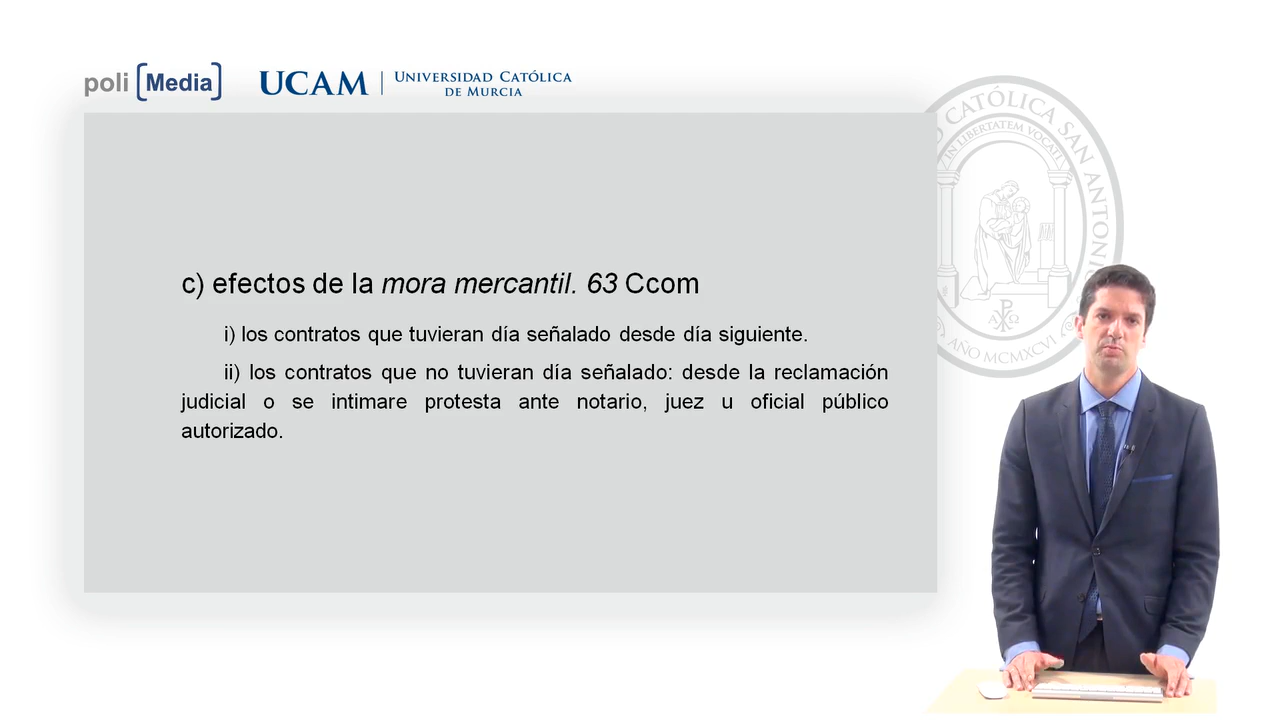 poli [Media]
UCAM | UNIVERSIDAD CATÓLICA
DE MURCIA
CATÓLICA SAN ANTONIO
IN LIBERTATEM VOCATI
AÑO MCMXCVI
c) efectos de la mora mercantil. 63 Ccom
i) los contratos que tuvieran día señalado desde día siguiente.
ii) los contratos que no tuvieran día señalado: desde la reclamación
judicial o se intimare protesta ante notario, juez u oficial público
autorizado.